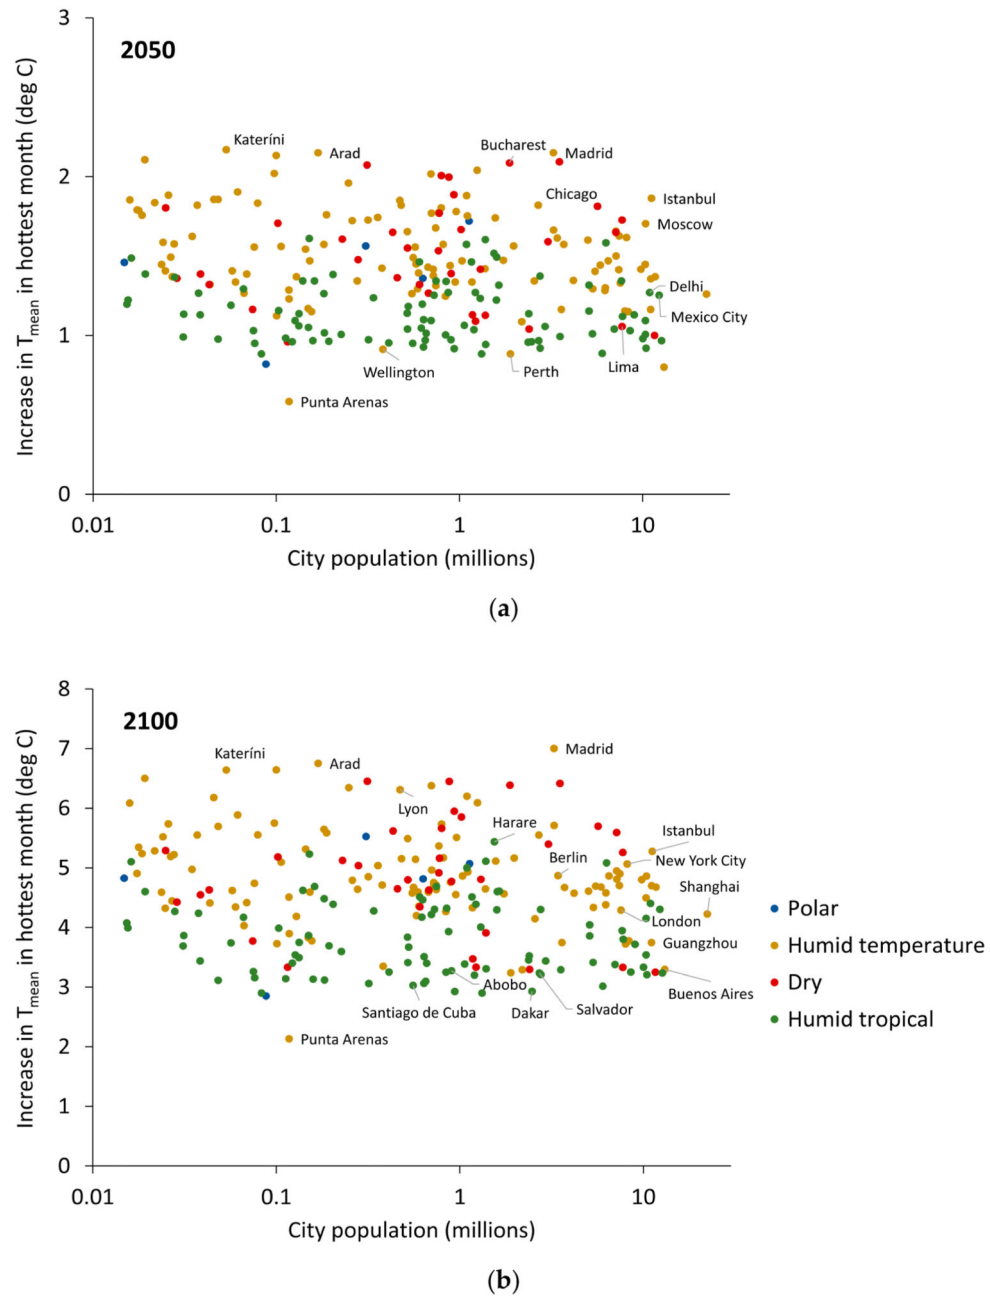 3
2050
Kateríni
Arad
Bucharest
Madrid
2
Chicago
Istanbul
Moscow
Delhi
Mexico City
1
Wellington
Perth
Lima
Punta Arenas
0
0.01 0.1 1 10
Increase in Tmean in hottest month (deg C)
City population (millions)
(a)
8
2100
7
Kateríni
Arad
Madrid
6
Lyon
Harare
Istanbul
5
Berlin
New York City
Shanghai
4
London
Guangzhou
3
Abobo
Buenos Aires
Santiago de Cuba
Dakar
Salvador
2
Punta Arenas
1
0
0.01 0.1 1 10
Increase in Tmean in hottest month (deg C)
City population (millions)
Polar
Humid temperature
Dry
Humid tropical
(b)